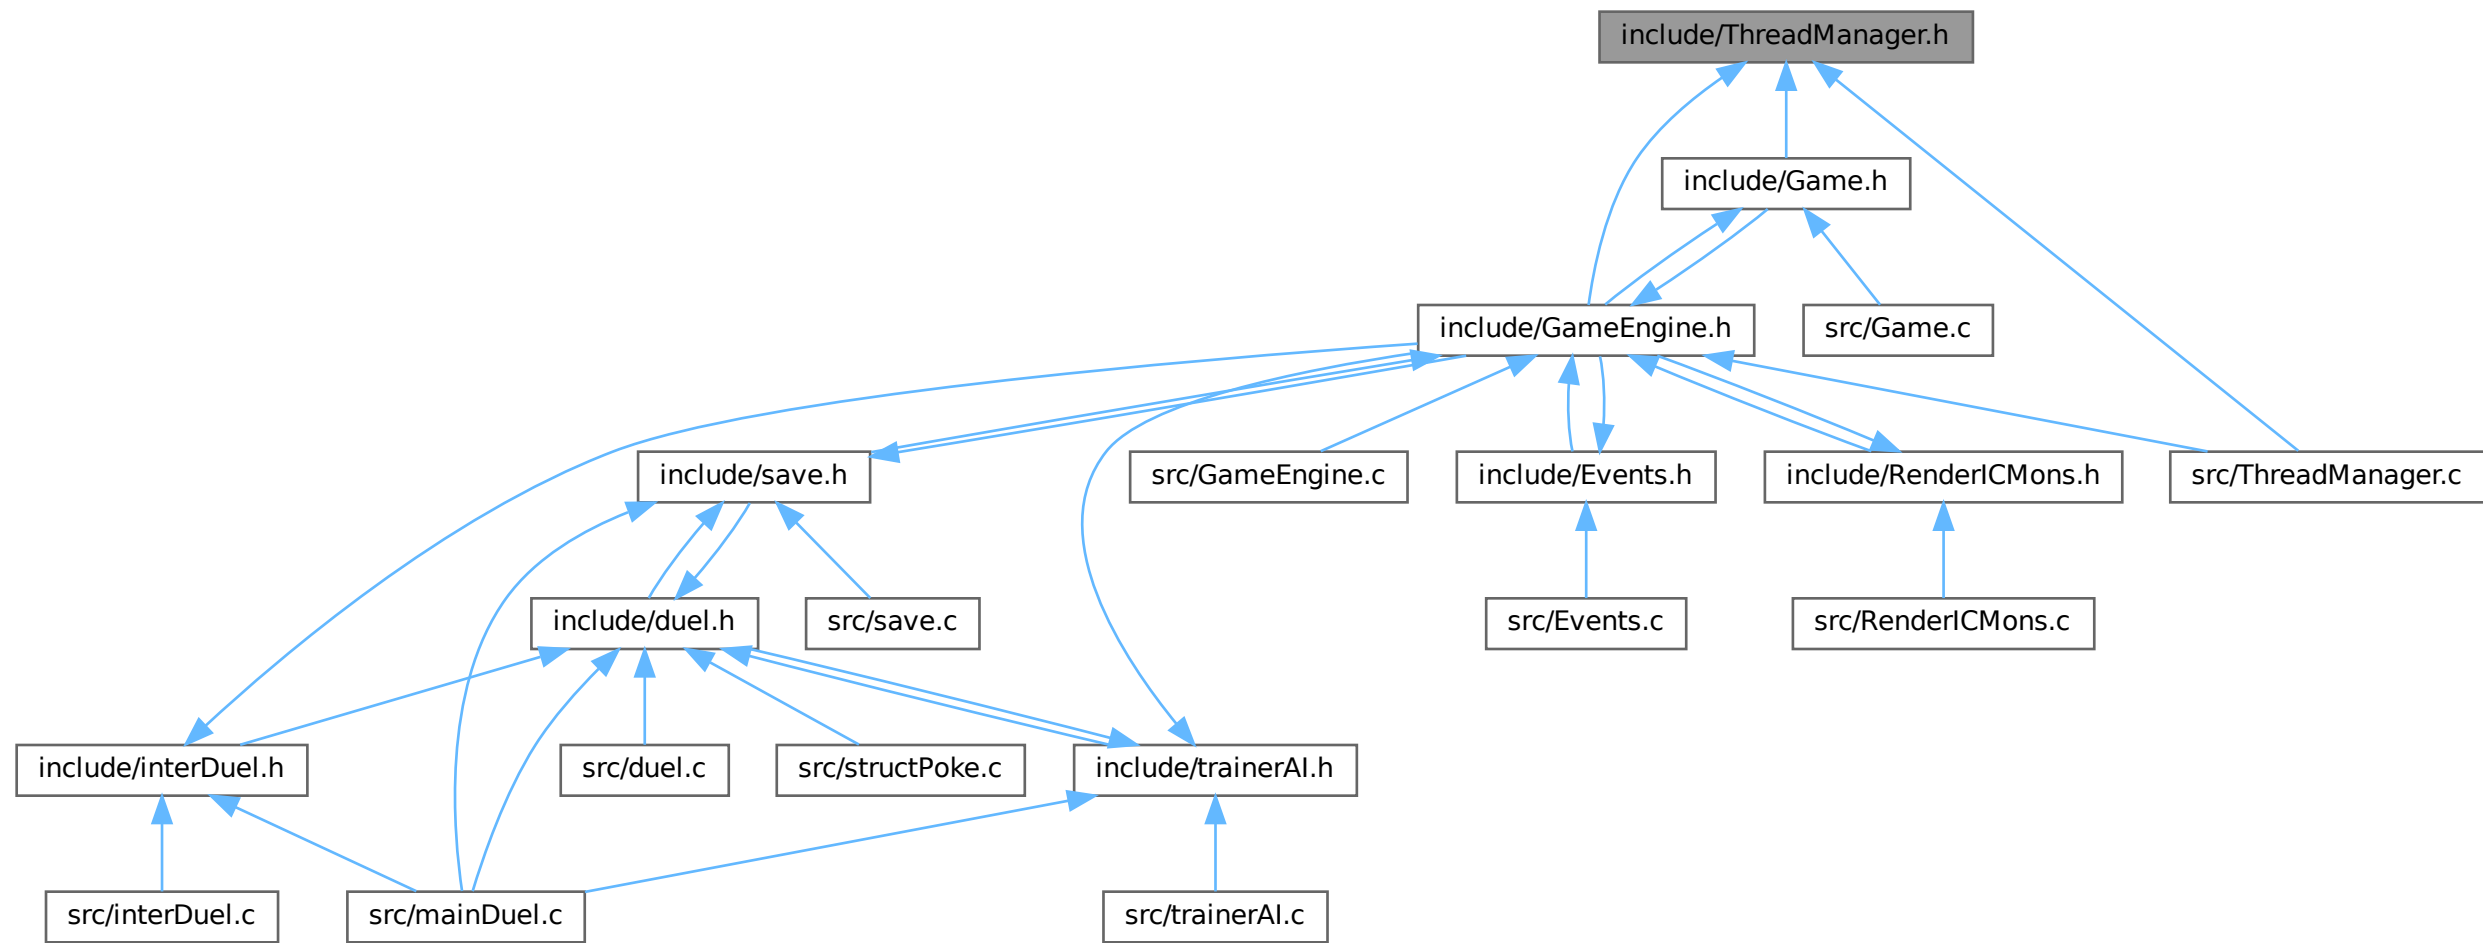 include/ThreadManager.h
include/Game.h
include/GameEngine.h
src/Game.c
include/save.h
src/GameEngine.c
include/Events.h
include/RenderICMons.h
src/ThreadManager.c
include/duel.h
src/save.c
src/Events.c
src/RenderICMons.c
include/interDuel.h
src/duel.c
src/structPoke.c
include/trainerAI.h
src/interDuel.c
src/mainDuel.c
src/trainerAI.c